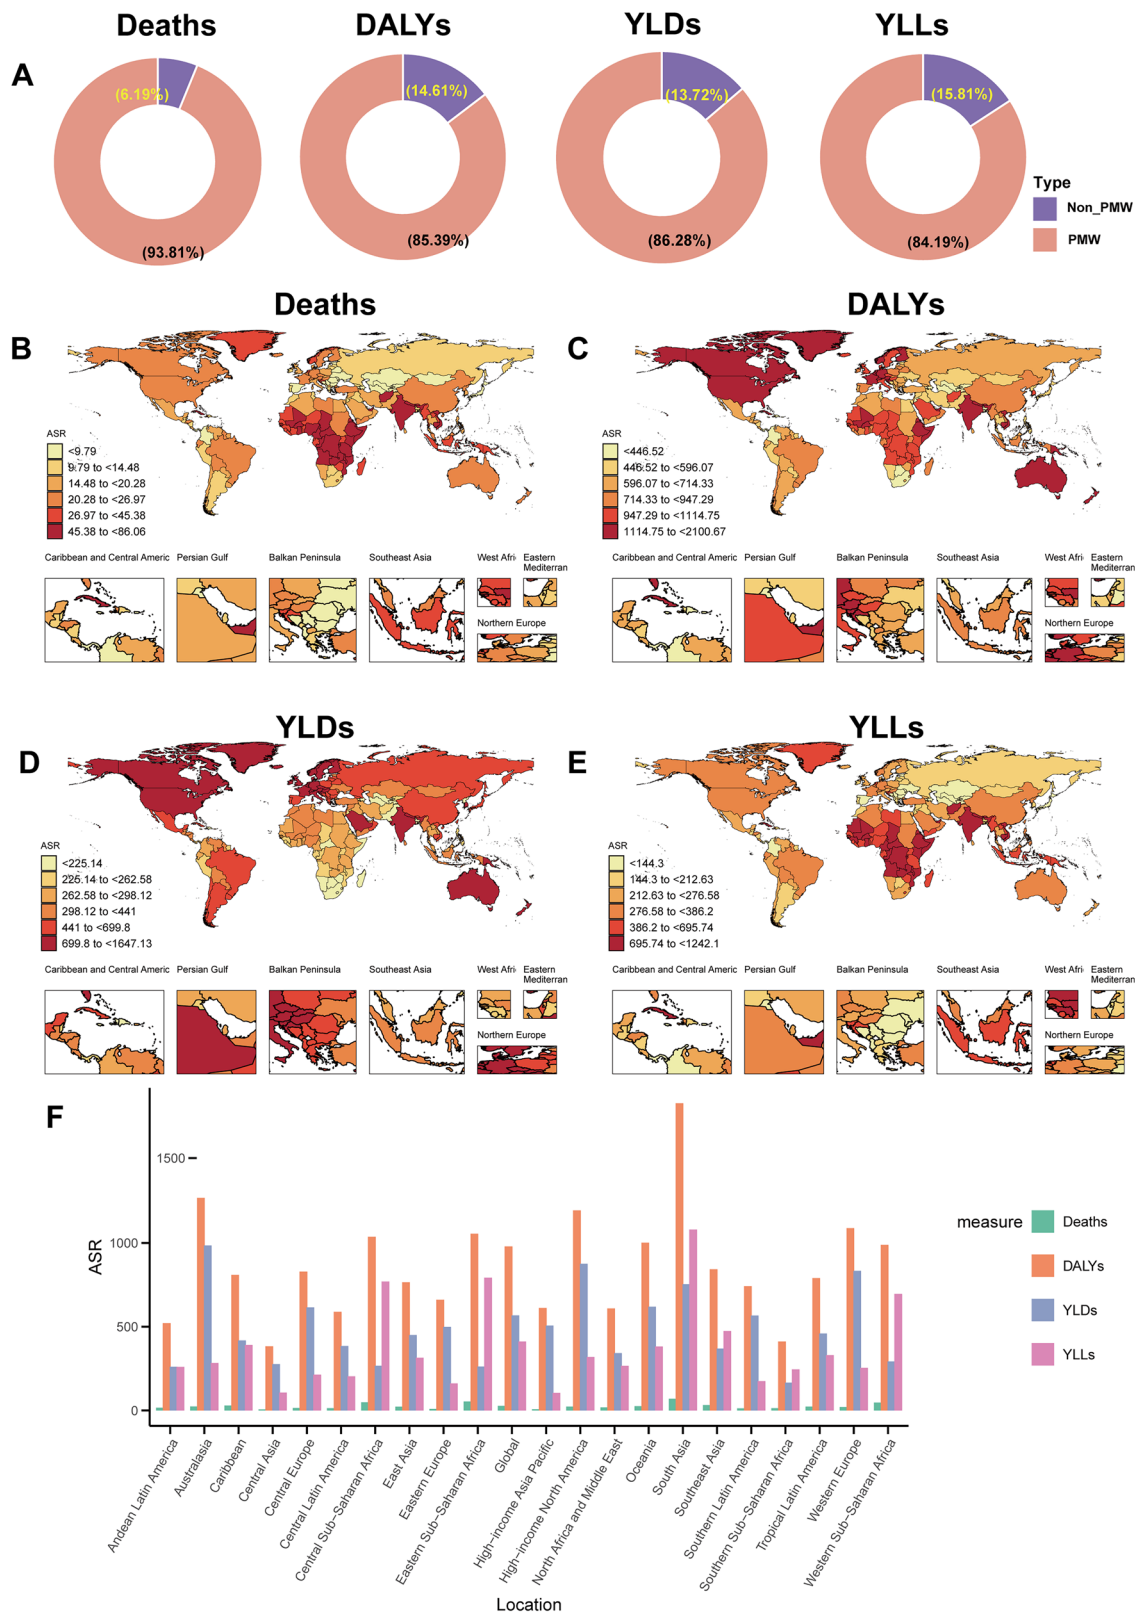 Deaths
DALYs
YLDs
YLLs
A
(6.19%)
(14.61%)
(13.72%)
(15.81%)
(93.81%)
(85.39%)
(86.28%)
(84.19%)
Type
Non_PMW
PMW
Deaths
B
ASR
<9.79
9.79 to <14.48
14.48 to <20.28
20.28 to <26.97
26.97 to <45.38
45.38 to <86.06
Caribbean and Central Americ
Persian Gulf
Balkan Peninsula
Southeast Asia
West Afri
Eastern
Mediterran
Northern Europe
DALYs
C
ASR
<446.52
446.52 to <596.07
596.07 to <714.33
714.33 to <947.29
947.29 to <1114.75
1114.75 to <2100.67
Caribbean and Central Americ
Persian Gulf
Balkan Peninsula
Southeast Asia
West Afri
Eastern
Mediterran
Northern Europe
YLDs
D
ASR
<225.14
225.14 to <262.58
262.58 to <298.12
298.12 to <441
441 to <699.8
699.8 to <1647.13
Caribbean and Central Americ
Persian Gulf
Balkan Peninsula
Southeast Asia
West Afri
Eastern
Mediterran
Northern Europe
YLLs
E
ASR
<144.3
144.3 to <212.63
212.63 to <276.58
276.58 to <386.2
386.2 to <695.74
695.74 to <1242.1
Caribbean and Central Americ
Persian Gulf
Balkan Peninsula
Southeast Asia
West Afri
Eastern
Mediterran
Northern Europe
F
1500
1000
500
0
ASR
measure
Deaths
DALYs
YLDs
YLLs
Andean Latin America
Australasia
Caribbean
Central Asia
Central Europe
Central Latin America
Central Sub-Saharan Africa
East Asia
Eastern Europe
Eastern Sub-Saharan Africa
Global
High-income Asia Pacific
High-income North America
North Africa and Middle East
Oceania
South Asia
Southeast Asia
Southern Latin America
Southern Sub-Saharan Africa
Tropical Latin America
Western Europe
Western Sub-Saharan Africa
Location